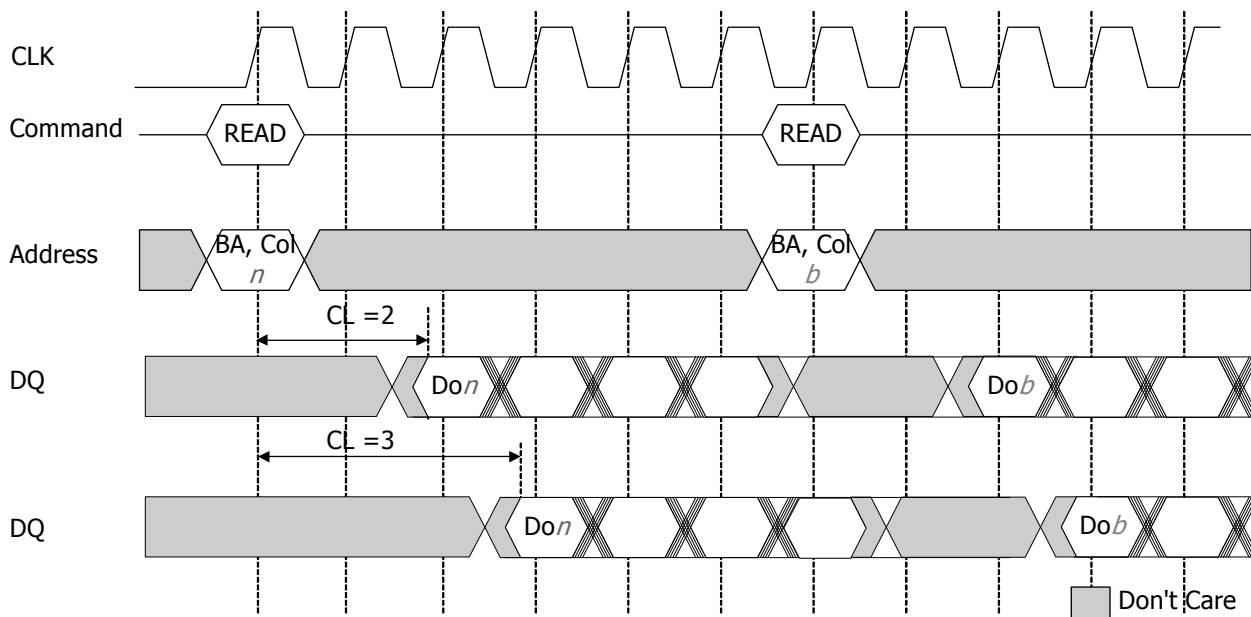 CLK
Command
READ
READ
Address
BA, Col
n
BA, Col
b
CL =2
DQ
Don
Dob
CL =3
DQ
Don
Dob
Don't Care